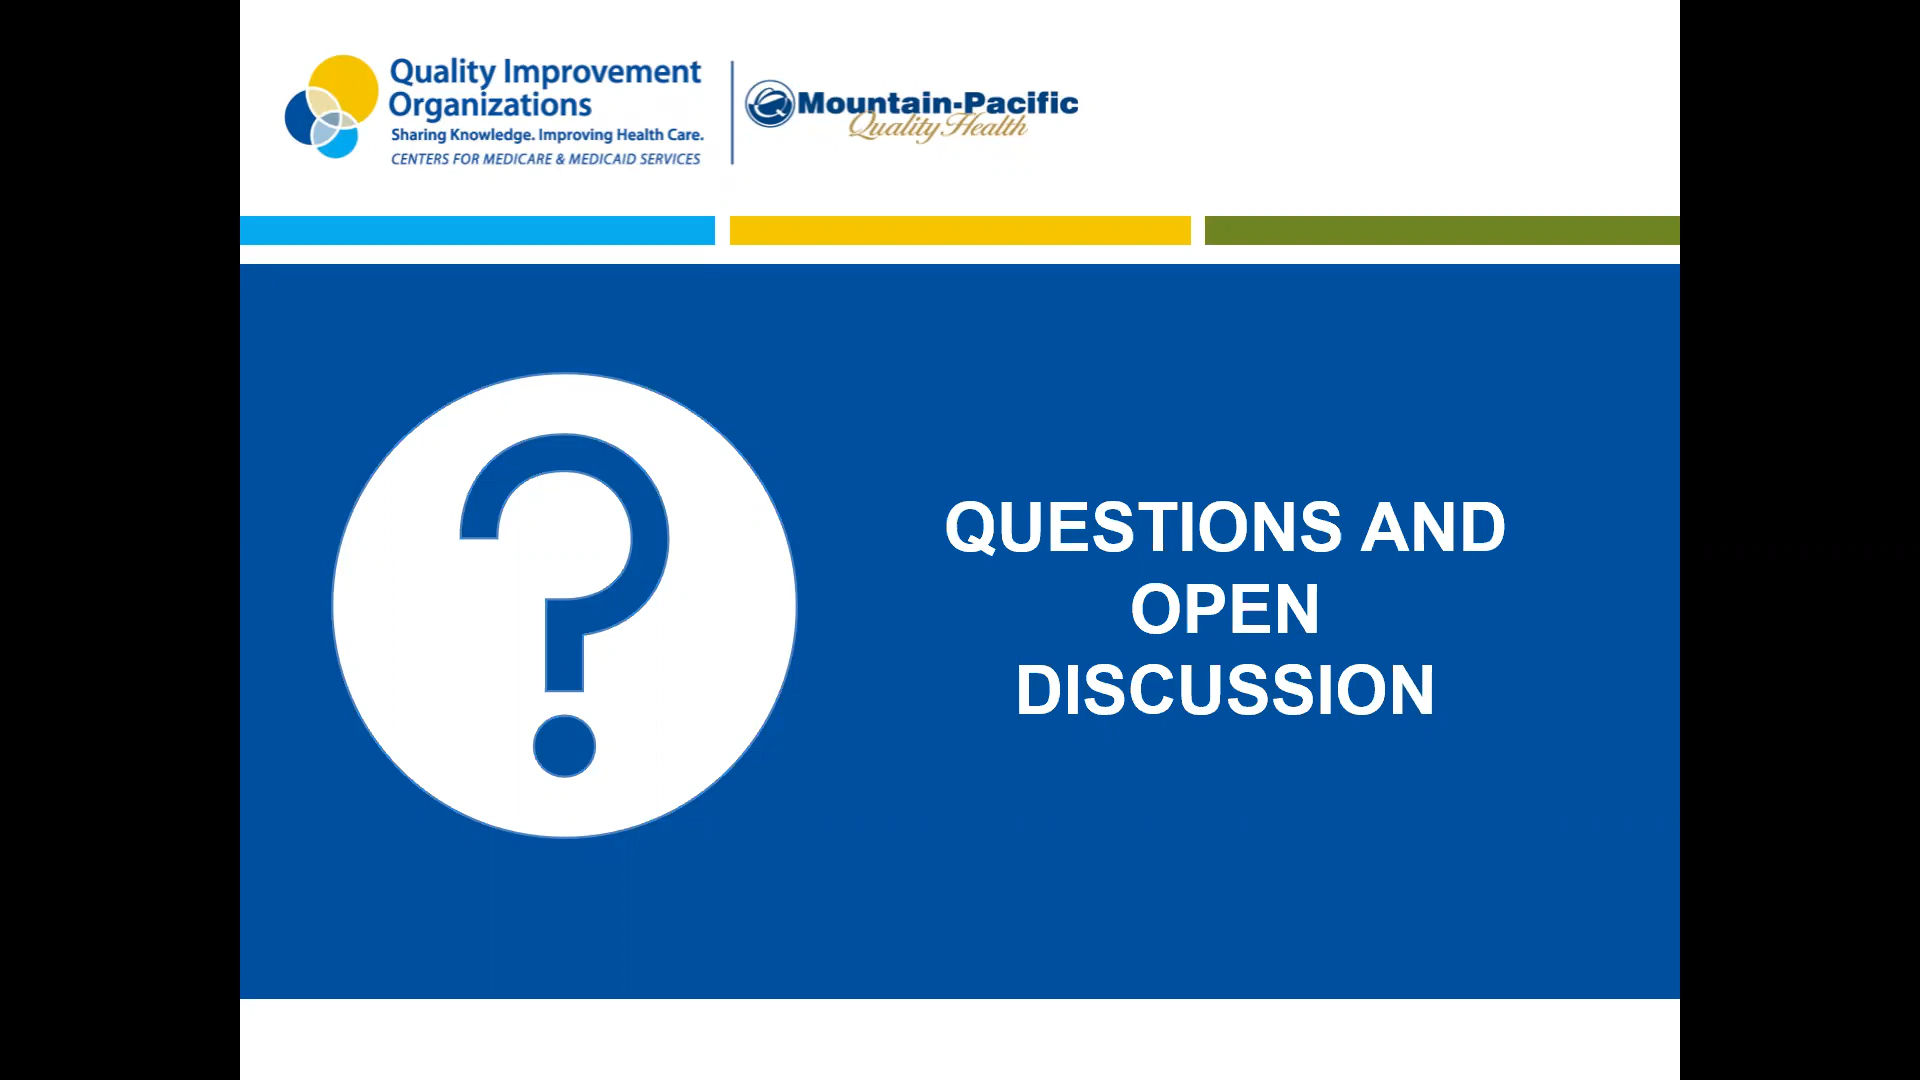 Quality Improvement
Organizations
Sharing Knowledge. Improving Health Care.
CENTERS FOR MEDICARE & MEDICAID SERVICES
Mountain-Pacific
Quality Health
?
QUESTIONS AND
OPEN
DISCUSSION